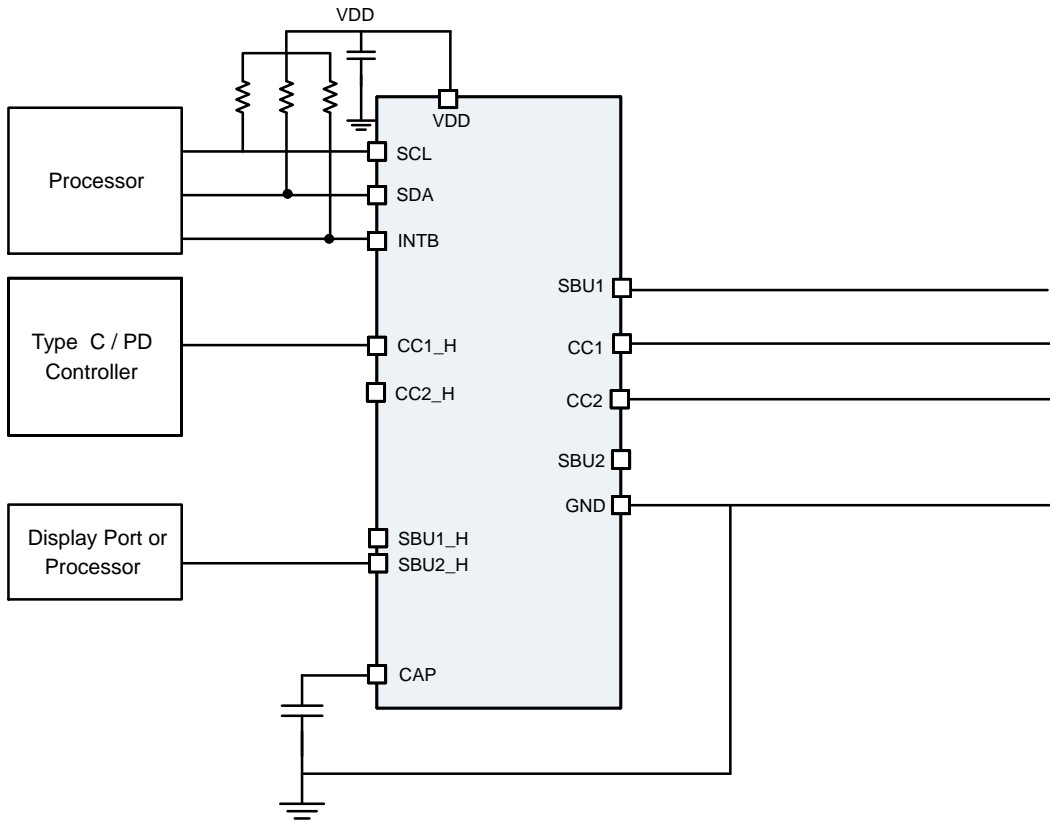 VDD
VDD
Processor
SCL
SDA
INTB
Type C / PD
Controller
CC1_H
CC2_H
SBU1
CC1
CC2
SBU2
GND
Display Port or
Processor
SBU1_H
SBU2_H
CAP